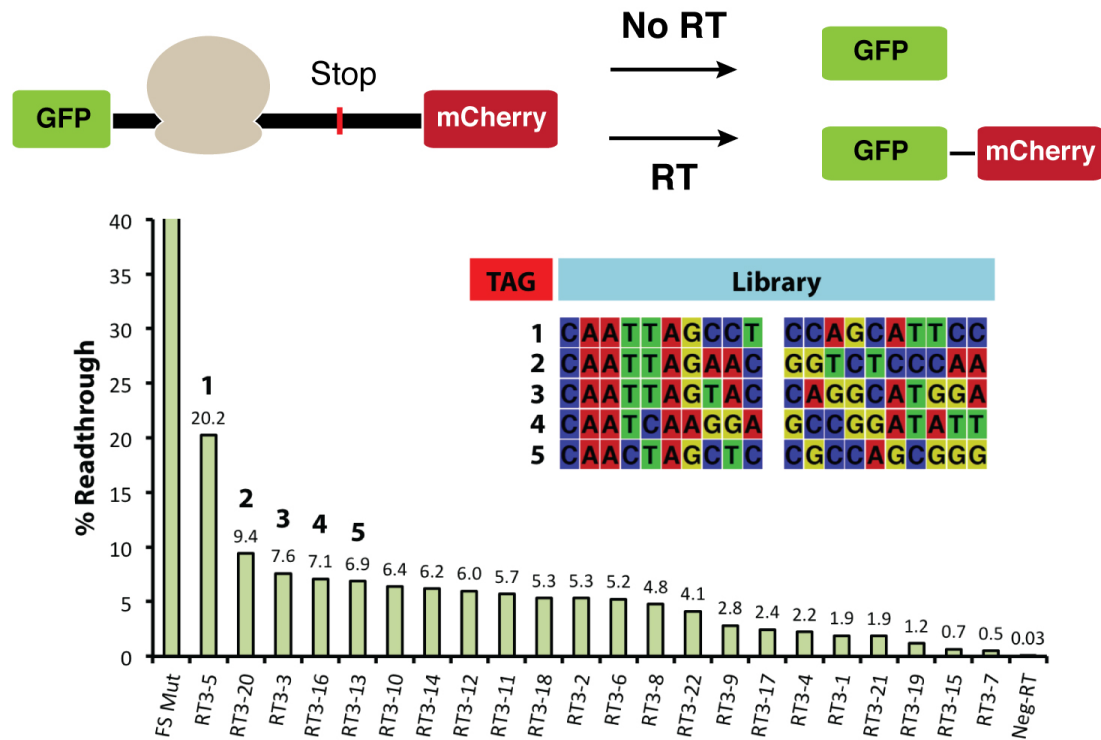 No RT
GFP
Stop
GFP
mCherry
RT
GFP
mCherry
% Readthrough
40
35
30
25
20
15
10
5
0
TAG
Library
1 CAATTAGCCT CCAGCATTCC
2 CAATTAGAAC GGTCTCCCAA
3 CAATTAGTAC CAGGCATGGA
4 CAATCAAGGA GCCGGATATT
5 CAACTAGCTC CGCCAGCGGG
1
20.2
2
9.4
3
7.6
4
7.1
5
6.9
6.4
6.2
6.0
5.7
5.3
5.3
5.2
4.8
4.1
2.8
2.4
2.2
1.9
1.9
1.2
0.7
0.5
0.03
FS Mut
RT3-5
RT3-20
RT3-3
RT3-16
RT3-13
RT3-10
RT3-14
RT3-12
RT3-11
RT3-18
RT3-2
RT3-6
RT3-8
RT3-22
RT3-9
RT3-17
RT3-4
RT3-1
RT3-21
RT3-19
RT3-15
RT3-7
Neg-RT